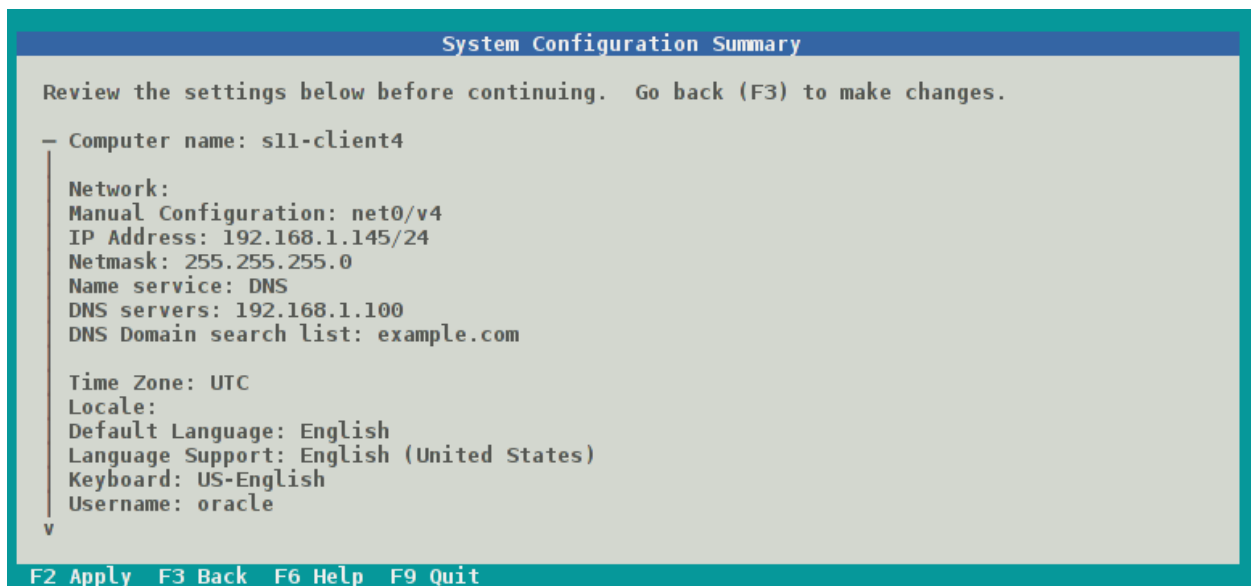 System Configuration Summary
Review the settings below before continuing.  Go back (F3) to make changes.
Computer name: s11-client4
Network:
Manual Configuration: net0/v4
IP Address: 192.168.1.145/24
Netmask: 255.255.255.0
Name service: DNS
DNS servers: 192.168.1.100
DNS Domain search list: example.com
Time Zone: UTC
Locale:
Default Language: English
Language Support: English (United States)
Keyboard: US-English
Username: oracle
v
F2 Apply  F3 Back  F6 Help  F9 Quit